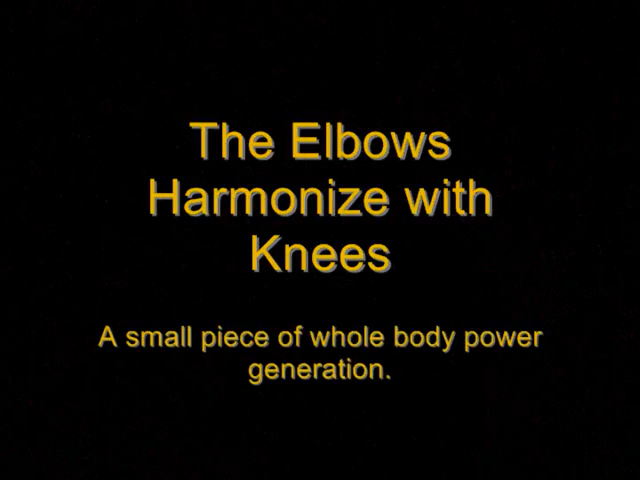 The Elbows
Harmonize with
Knees
A small piece of whole body power
generation.